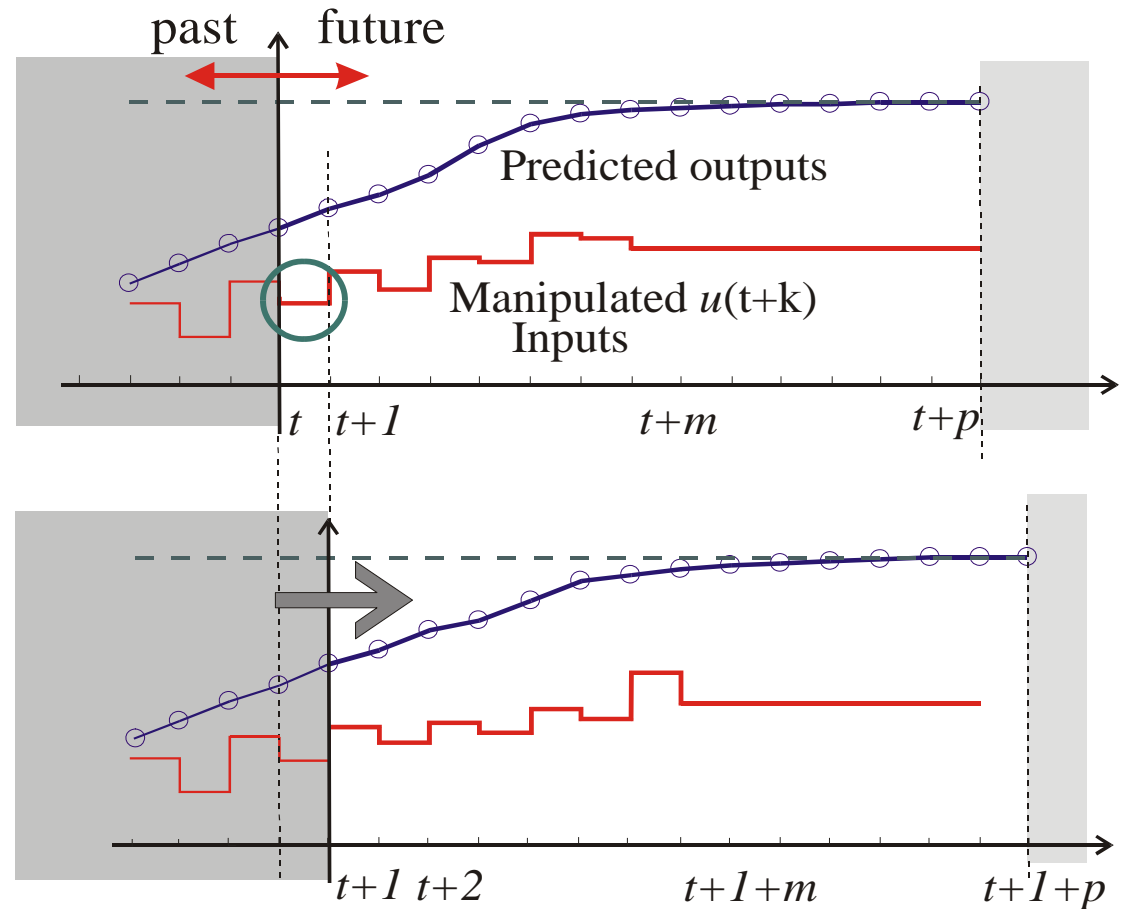 past future
Predicted outputs
Manipulated u(t+k)
Inputs
t t+1 t+m t+p
t+1 t+2 t+1+m t+1+p